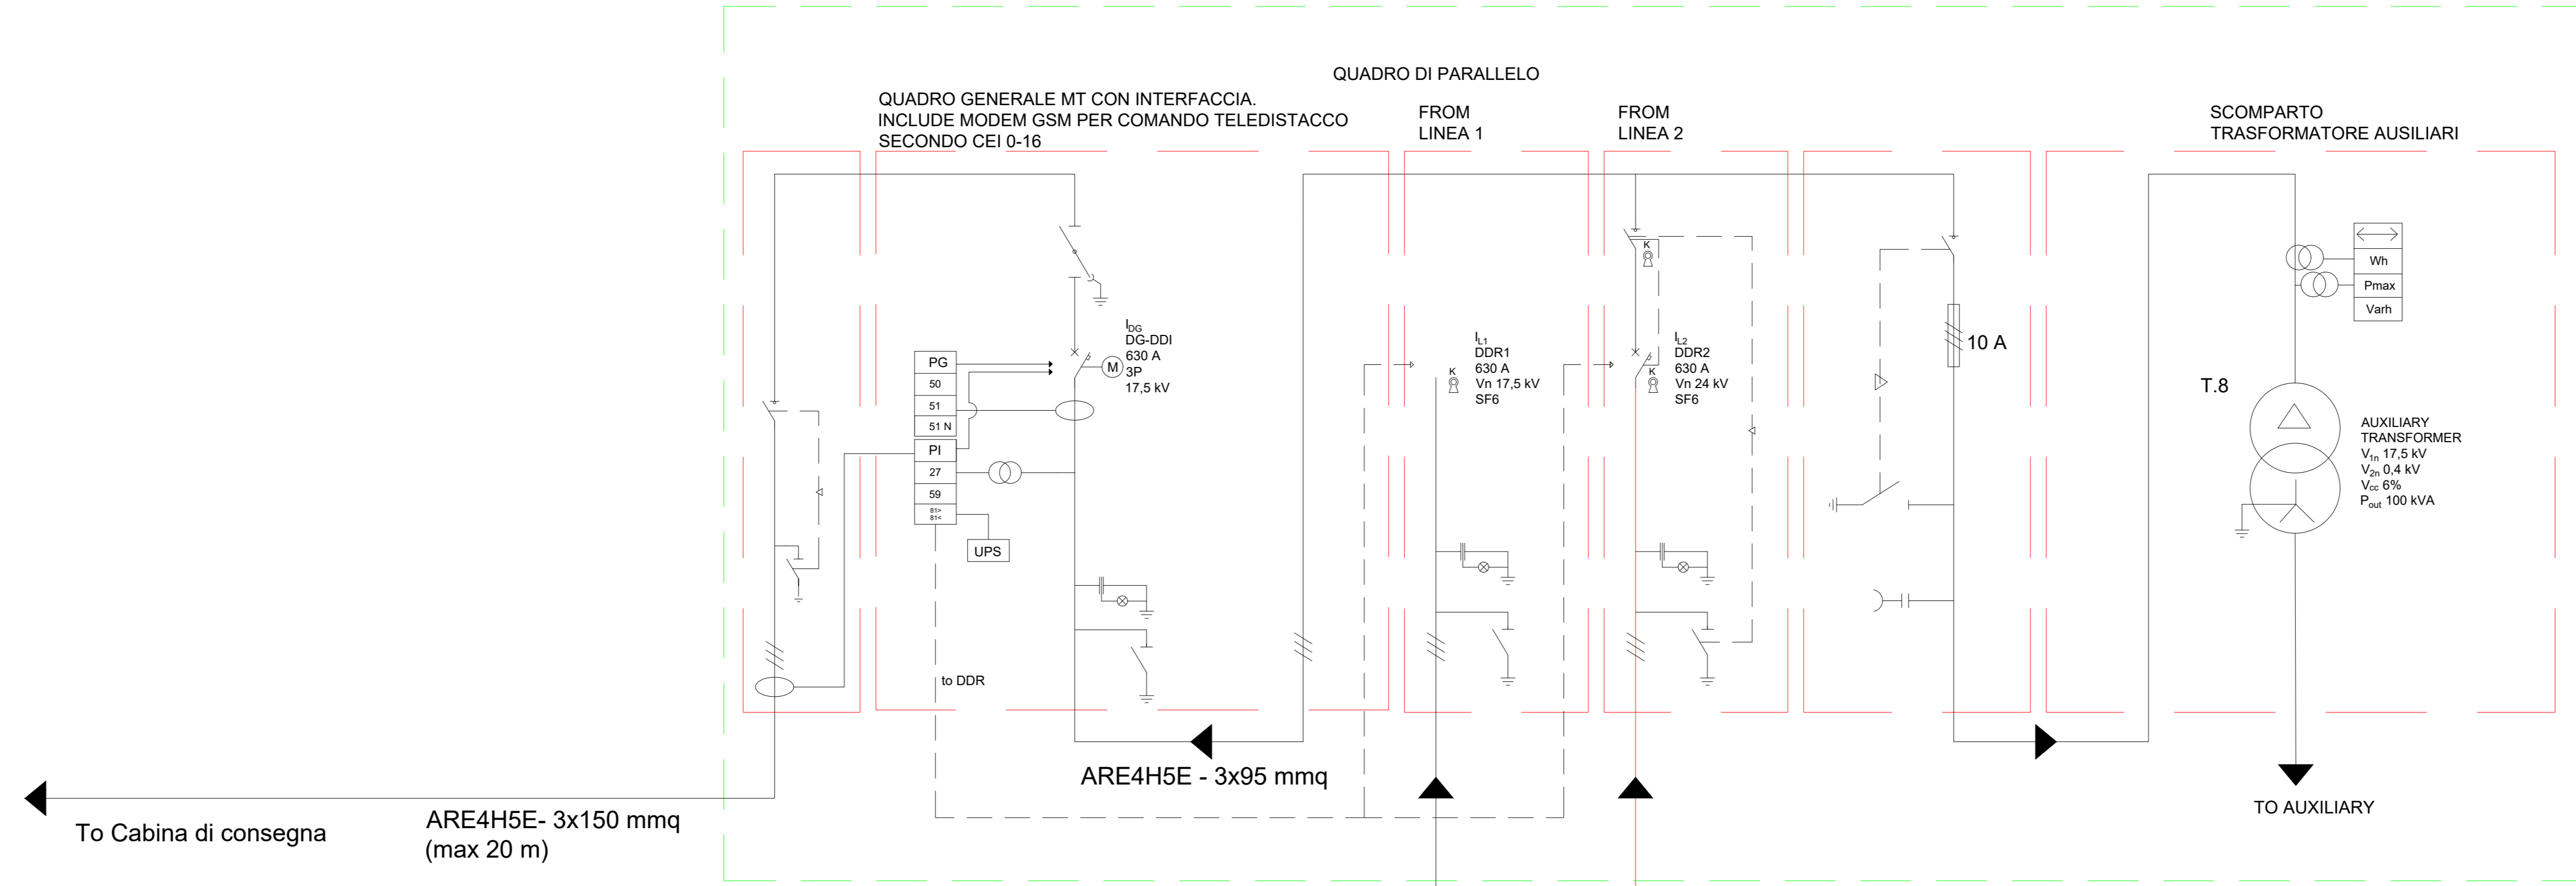 QUADRO DI PARALLELO
QUADRO GENERALE MT CON INTERFACCIA.
INCLUDE MODEM GSM PER COMANDO TELEDISTACCO
SECONDO CEI 0-16
FROM
LINEA 1
FROM
LINEA 2
SCOMPARTO
TRASFORMATORE AUSILIARI
PG
50
51
51 N
PI
27
59
81>
81<
UPS
to DDR
IDG
DG-DDI
630 A
3P
17,5 kV
M
K
IL1
DDR1
630 A
Vn 17,5 kV
SF6
K
K
IL2
DDR2
630 A
Vn 24 kV
SF6
10 A
Wh
Pmax
Varh
T.8
AUXILIARY
TRANSFORMER
V1n 17,5 kV
V2n 0,4 kV
Vcc 6%
Pout 100 kVA
TO AUXILIARY
ARE4H5E - 3x95 mmq
To Cabina di consegna
ARE4H5E- 3x150 mmq
(max 20 m)